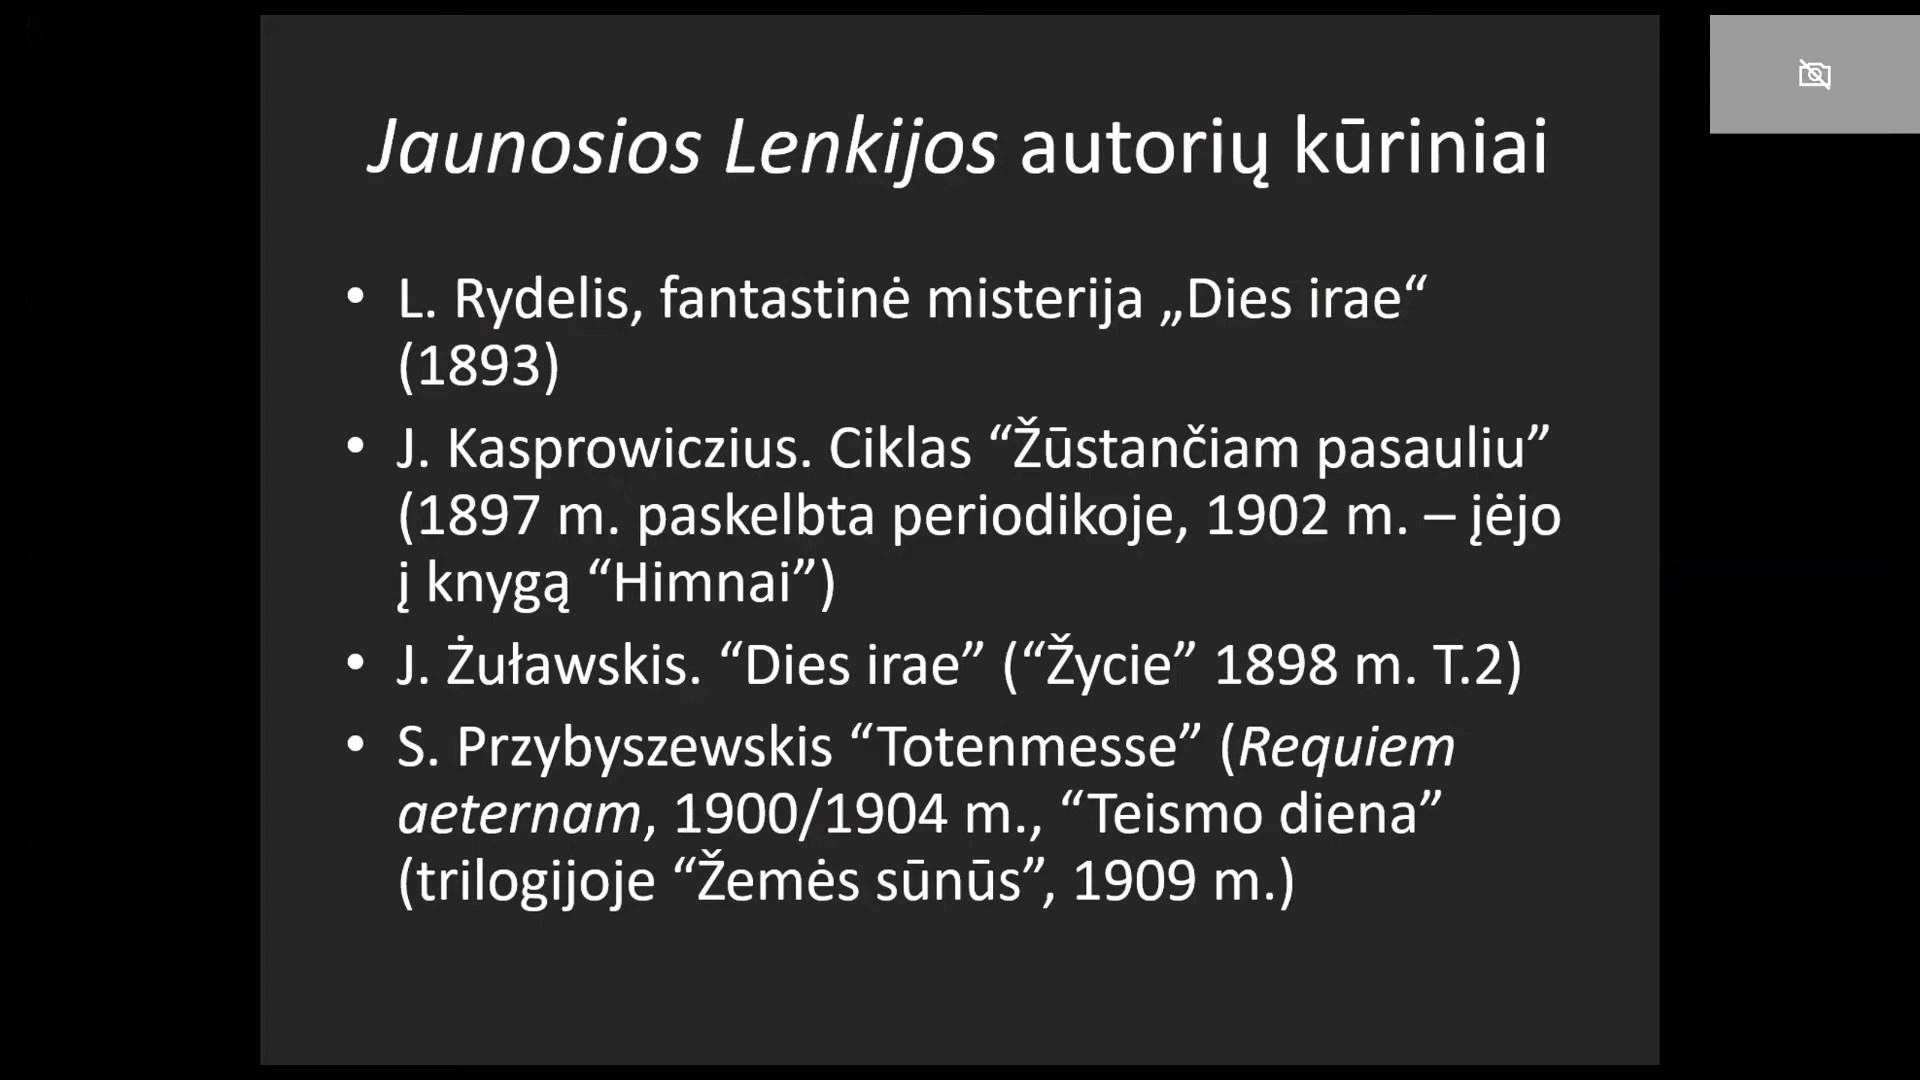 Jaunosios Lenkijos autorių kūriniai
• L. Rydelis, fantastinė misterija „Dies irae“
(1893)
• J. Kasprowiczius. Ciklas “Žūstančiam pasauliu”
(1897 m. paskelbta periodikoje, 1902 m. – įėjo
į knygą “Himnai”)
• J. Żuławskis. “Dies irae” (“Žycie” 1898 m. T.2)
• S. Przybyszewskis “Totenmesse” (Requiem
aeternam, 1900/1904 m., “Teismo diena”
(trilogijoje “Žemės sūnūs”, 1909 m.)